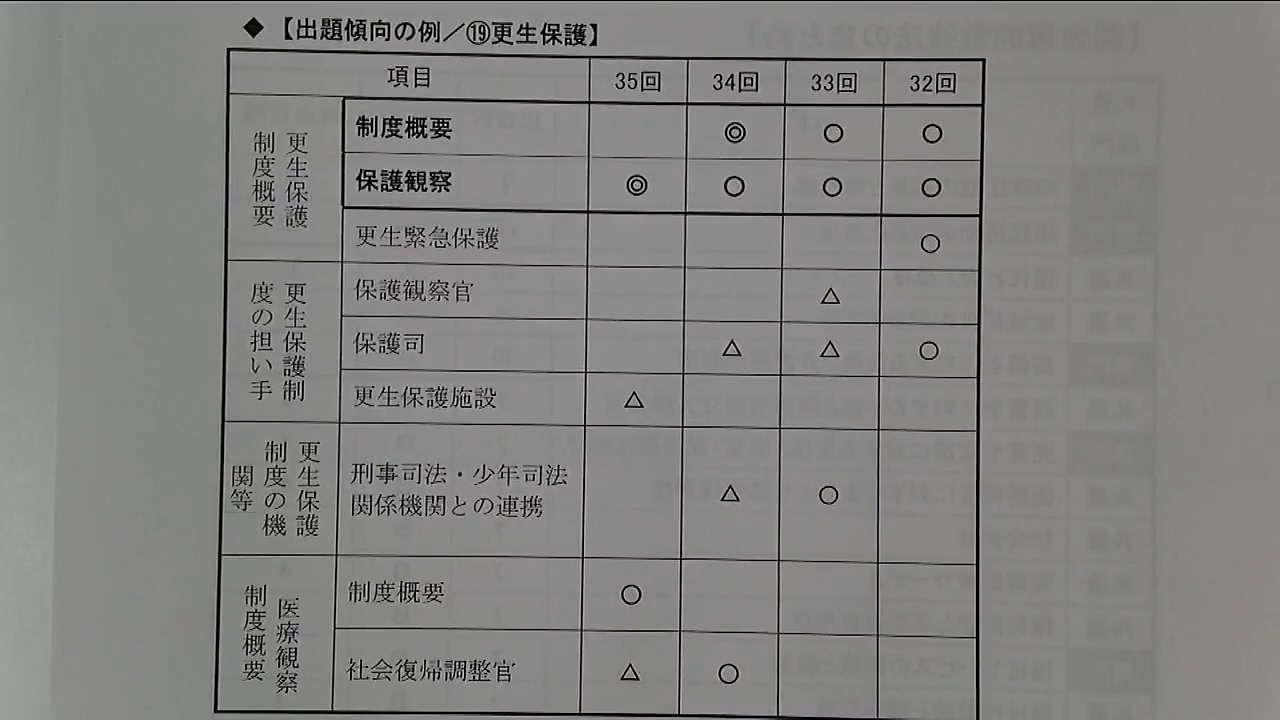 ◆【出題傾向の例／⑲更生保護】
項目 35回 34回 33回 32回
更生保護制度概要
制度概要 ◎ ○ ○
保護観察 ◎ ○ ○ ○
更生緊急保護 ○
更生保護制度の担い手
保護観察官 △
保護司 △ △ ○
更生保護施設 △
更生保護制度の機関等
刑事司法・少年司法
関係機関との連携 △ ○
医療観察制度概要
制度概要 ○
社会復帰調整官 △ ○